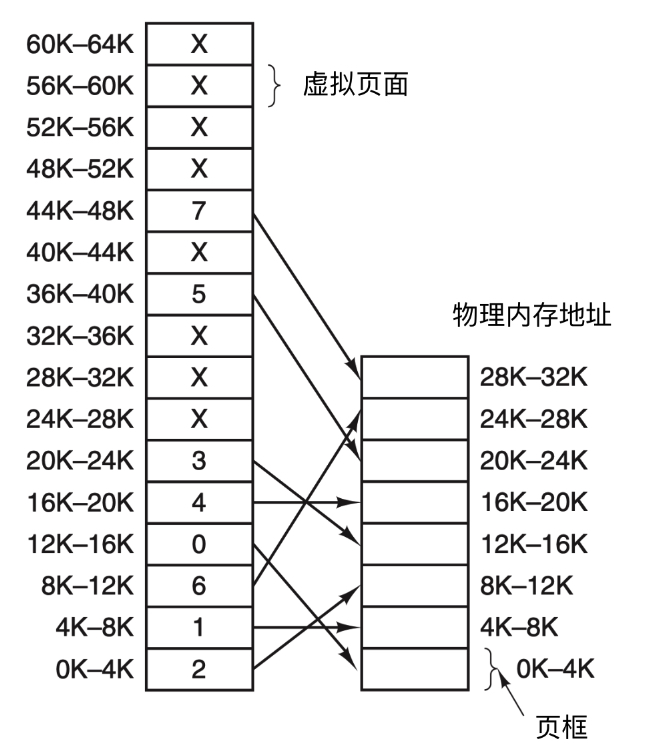 60K–64K X
56K–60K X 虚拟页面
52K–56K X
48K–52K X
44K–48K 7
40K–44K X
36K–40K 5
32K–36K X
28K–32K X
24K–28K X
20K–24K 3
16K–20K 4
12K–16K 0
8K–12K 6
4K–8K 1
0K–4K 2
物理内存地址
28K–32K
24K–28K
20K–24K
16K–20K
12K–16K
8K–12K
4K–8K
0K–4K
页框